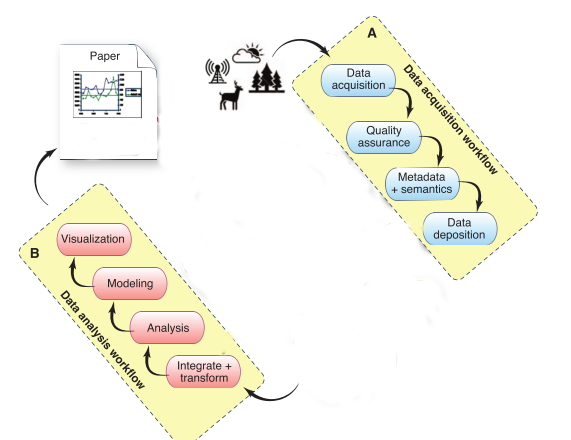 Paper
A
Data
acquisition
Quality
assurance
Metadata
+ semantics
Data
deposition
Data acquisition workflow
B
Visualization
Modeling
Analysis
Integrate +
transform
Data analysis workflow